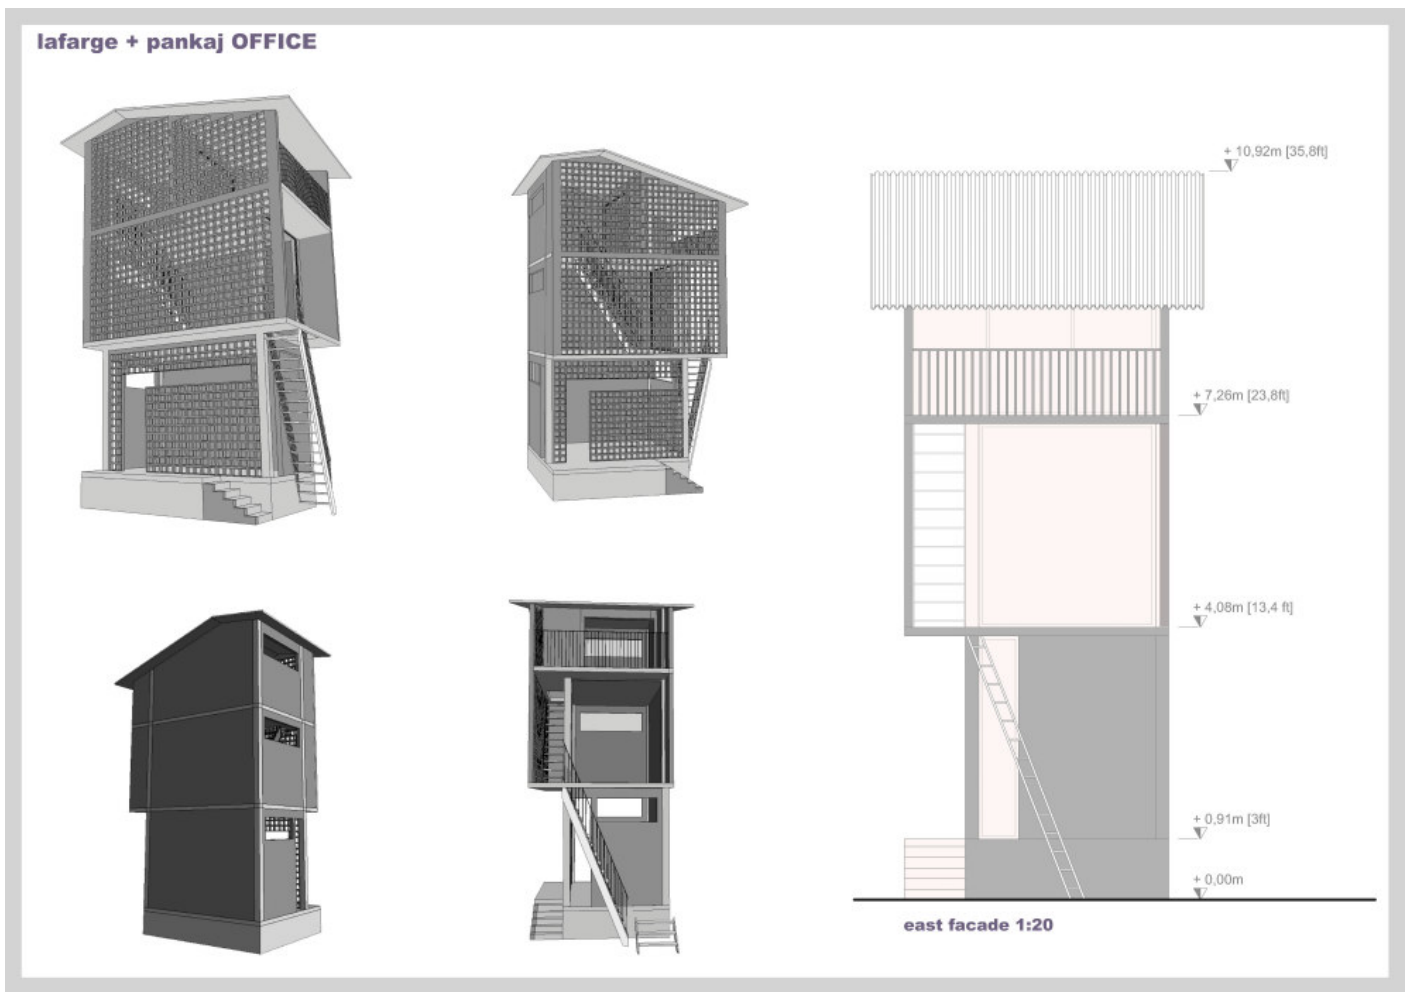 lafarge + pankaj OFFICE
+ 10,92m [35,8ft]
+ 7,26m [23,8ft]
+ 4,08m [13,4 ft]
+ 0,91m [3ft]
+ 0,00m
east facade 1:20